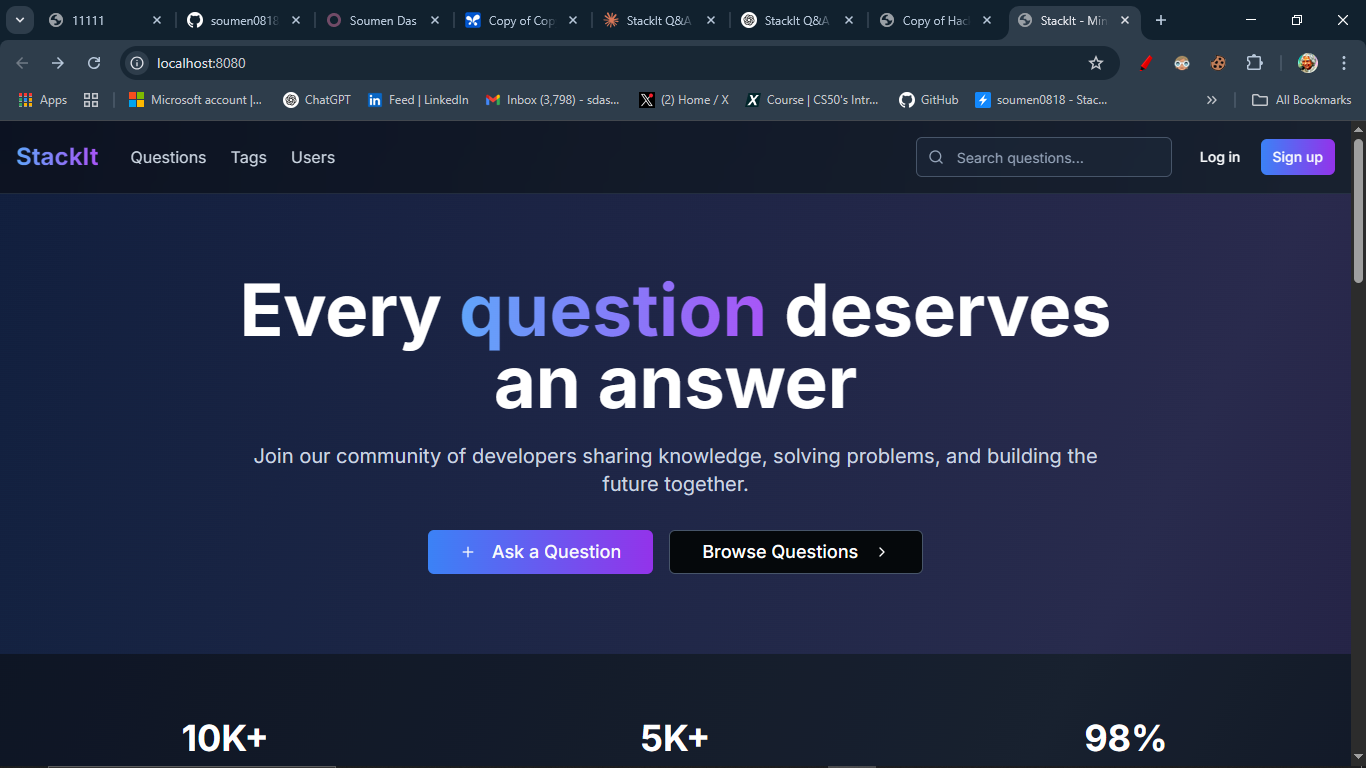 11111
soumen0818
Soumen Das
Copy of Cop
StackIt Q&A
StackIt Q&A
Copy of Hac
StackIt - Min
localhost:8080
Apps
Microsoft account |...
ChatGPT
Feed | LinkedIn
Inbox (3,798) - sdas...
(2) Home / X
Course | CS50's Intr...
GitHub
soumen0818 - Stac...
All Bookmarks
StackIt
Questions
Tags
Users
Search questions...
Log in
Sign up
Every question deserves
an answer
Join our community of developers sharing knowledge, solving problems, and building the
future together.
Ask a Question
Browse Questions
10K+
5K+
98%